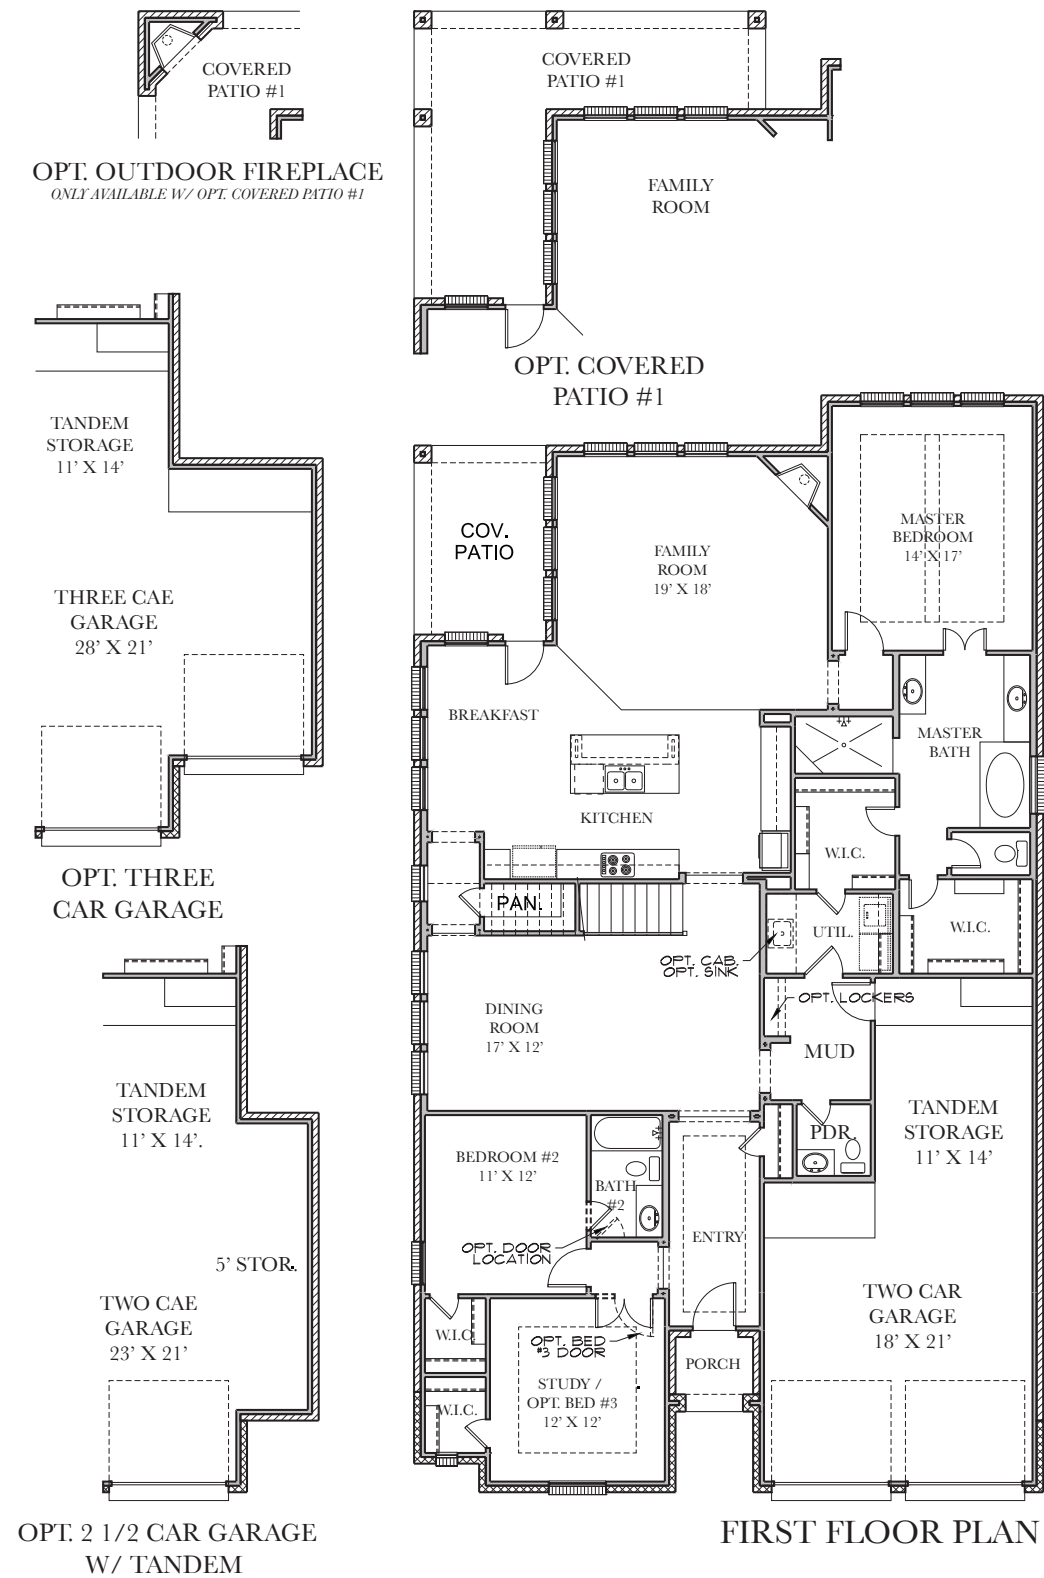 COVERED
PATIO #1
OPT. OUTDOOR FIREPLACE
ONLY AVAILABLE W/ OPT. COVERED PATIO #1
COVERED
PATIO #1
FAMILY
ROOM
OPT. COVERED
PATIO #1
TANDEM
STORAGE
11' X 14'
THREE CAE
GARAGE
28' X 21'
OPT. THREE
CAR GARAGE
TANDEM
STORAGE
11' X 14'.
5' STOR.
TWO CAE
GARAGE
23' X 21'
OPT. 2 1/2 CAR GARAGE
W/ TANDEM
COV.
PATIO
FAMILY
ROOM
19' X 18'
MASTER
BEDROOM
14' X 17'
BREAKFAST
MASTER
BATH
KITCHEN
W.I.C.
PAN.
UTIL.
W.I.C.
OPT. CAB.
OPT. SINK
OPT. LOCKERS
DINING
ROOM
17' X 12'
MUD
PDR.
TANDEM
STORAGE
11' X 14'
BEDROOM #2
11' X 12'
BATH
#2
ENTRY
OPT. DOOR
LOCATION
TWO CAR
GARAGE
18' X 21'
W.I.C.
OPT. BED
#3 DOOR
PORCH
STUDY /
OPT. BED #3
12' X 12'
W.I.C.
FIRST FLOOR PLAN